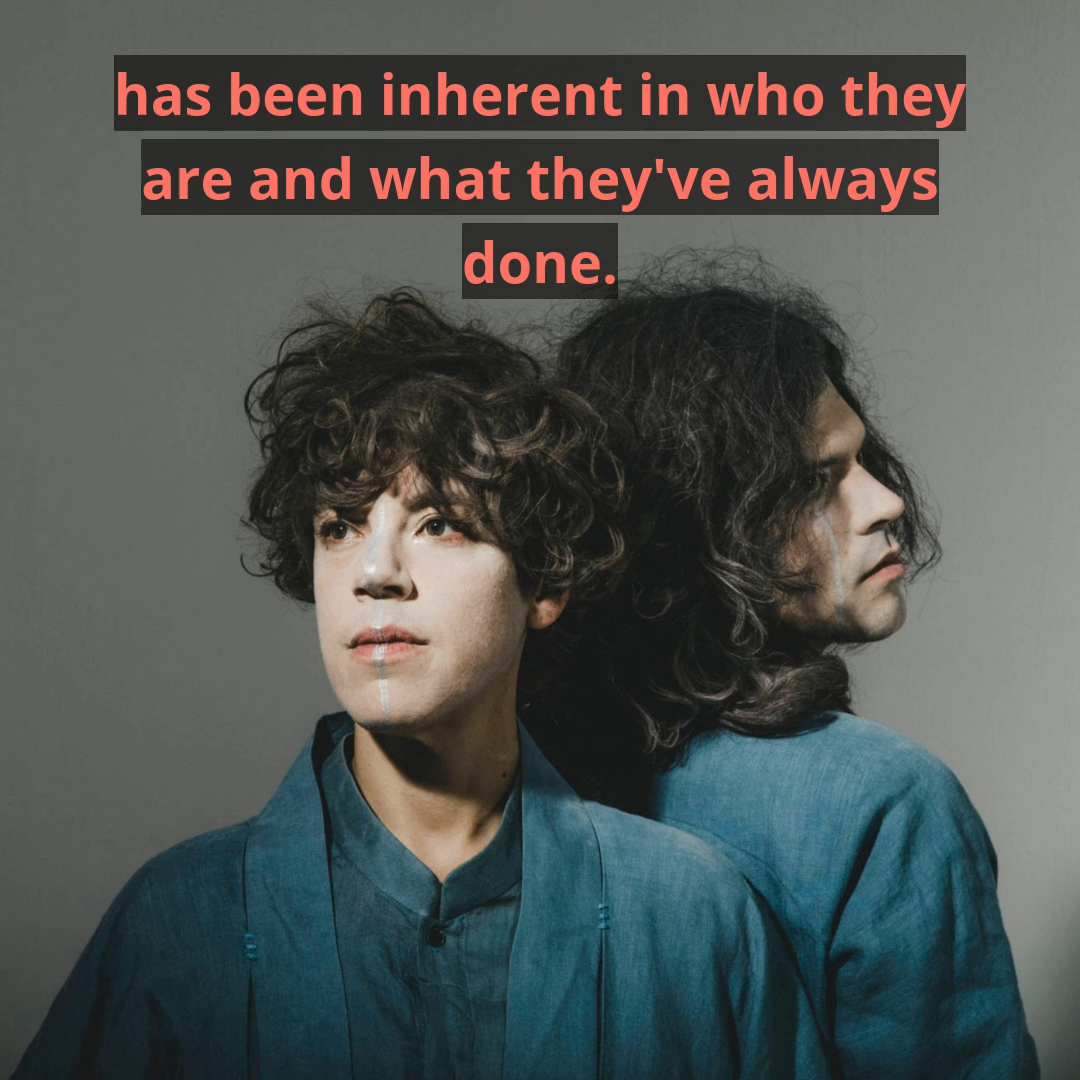 has been inherent in who they
are and what they've always
done.